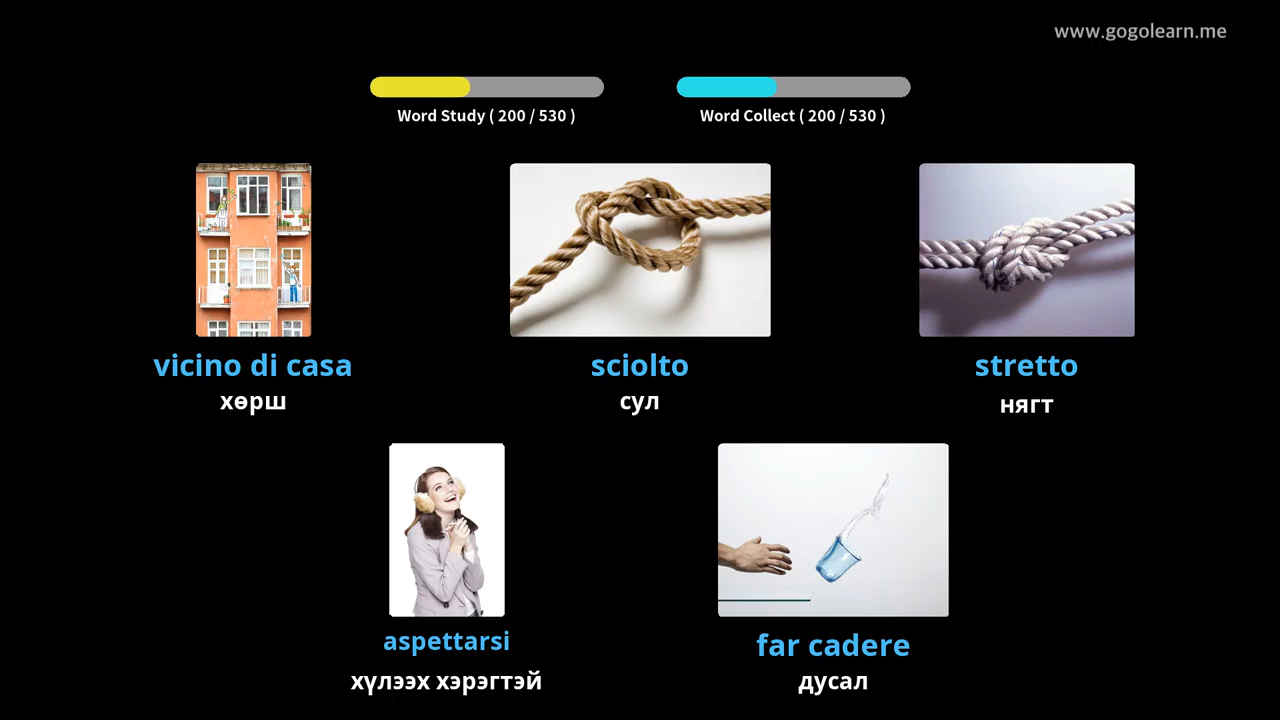 www.gogolearn.me
Word Study ( 200 / 530 )
Word Collect ( 200 / 530 )
vicino di casa
хөрш
sciolto
сул
stretto
нягт
aspettarsi
хүлээх хэрэгтэй
far cadere
дусал